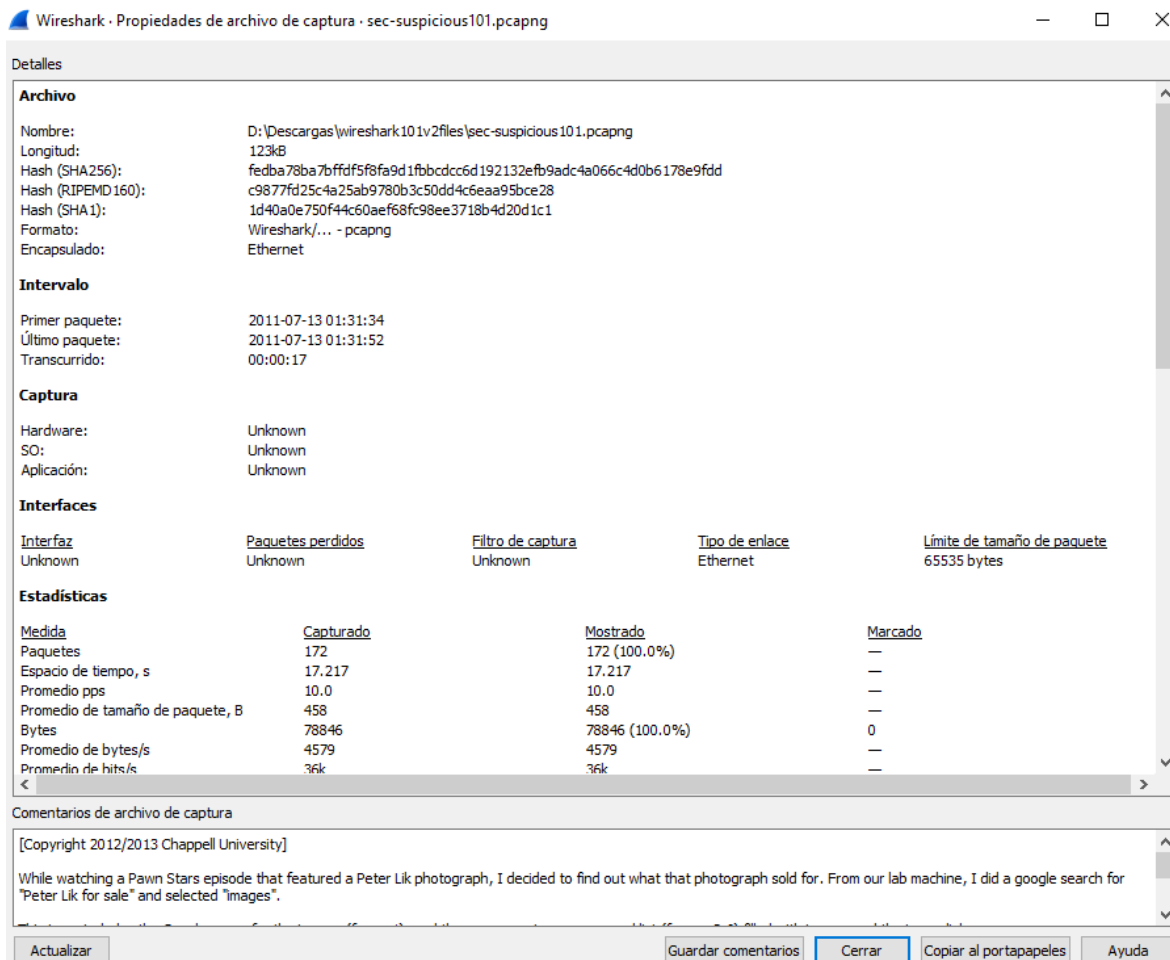 Wireshark · Propiedades de archivo de captura · sec-suspicious101.pcapng
Detalles
Archivo
Nombre: D:\Descargas\wireshark101v2files\sec-suspicious101.pcapng
Longitud: 123kB
Hash (SHA256): fedba78ba7bffdf5f8fa9d1fbbcdcc6d192132efb9adc4a066c4d0b6178e9fdd
Hash (RIPEMD160): c9877fd25c4a25ab9780b3c50dd4c6eaa95bce28
Hash (SHA1): 1d40a0e750f44c60aef68fc98ee3718b4d20d1c1
Formato: Wireshark/... - pcapng
Encapsulado: Ethernet
Intervalo
Primer paquete: 2011-07-13 01:31:34
Último paquete: 2011-07-13 01:31:52
Transcurrido: 00:00:17
Captura
Hardware: Unknown
SO: Unknown
Aplicación: Unknown
Interfaces
Interfaz Paquetes perdidos Filtro de captura Tipo de enlace Límite de tamaño de paquete
Unknown Unknown Unknown Ethernet 65535 bytes
Estadísticas
Medida Capturado Mostrado Marcado
Paquetes 172 172 (100.0%) —
Espacio de tiempo, s 17.217 17.217 —
Promedio pps 10.0 10.0 —
Promedio de tamaño de paquete, B 458 458 —
Bytes 78846 78846 (100.0%) 0
Promedio de bytes/s 4579 4579 —
Promedio de bits/s 36k 36k —
Comentarios de archivo de captura
[Copyright 2012/2013 Chappell University]
While watching a Pawn Stars episode that featured a Peter Lik photograph, I decided to find out what that photograph sold for. From our lab machine, I did a google search for
"Peter Lik for sale" and selected "images".
Actualizar Guardar comentarios Cerrar Copiar al portapapeles Ayuda